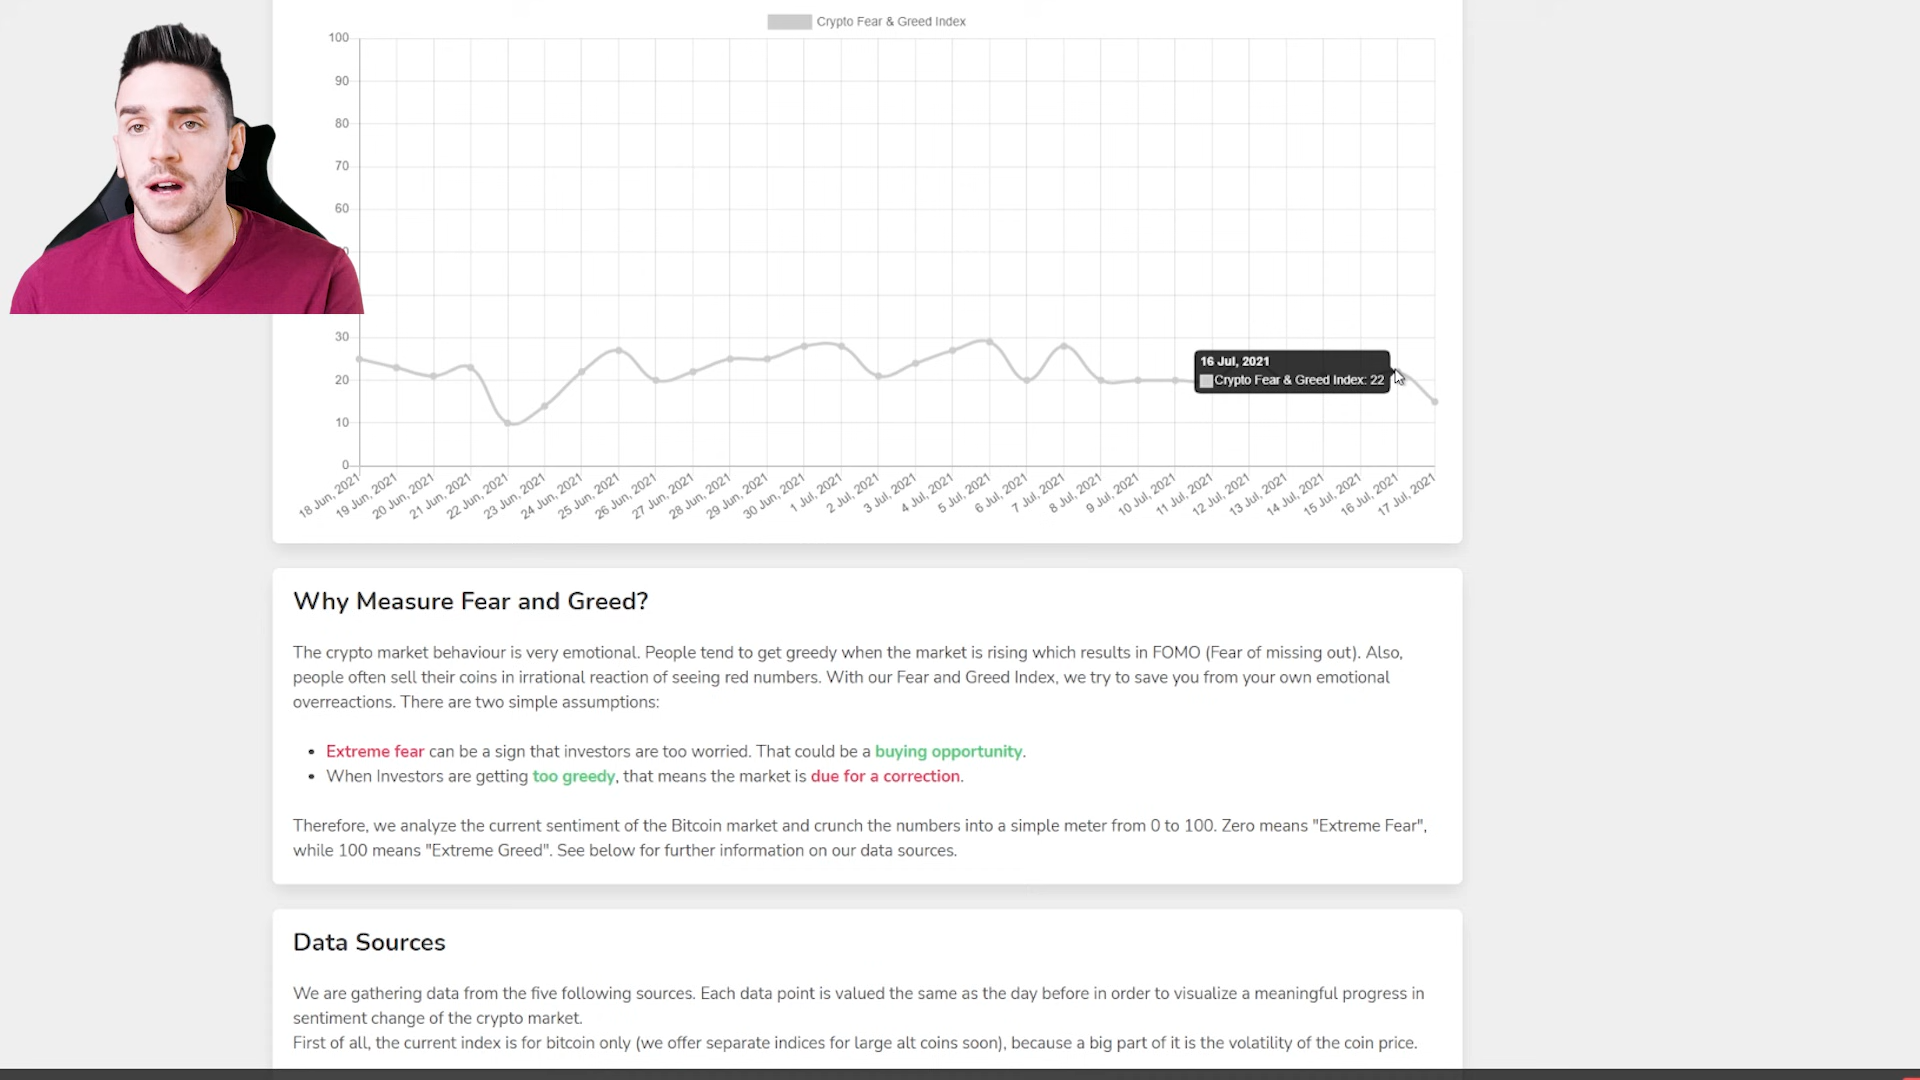 Crypto Fear & Greed Index
100
90
80
70
60
30
20
10
0
16 Jul, 2021
Crypto Fear & Greed Index: 22
18 Jun, 2021
19 Jun, 2021
20 Jun, 2021
21 Jun, 2021
22 Jun, 2021
23 Jun, 2021
24 Jun, 2021
25 Jun, 2021
26 Jun, 2021
27 Jun, 2021
28 Jun, 2021
29 Jun, 2021
30 Jun, 2021
1 Jul, 2021
2 Jul, 2021
3 Jul, 2021
4 Jul, 2021
5 Jul, 2021
6 Jul, 2021
7 Jul, 2021
8 Jul, 2021
9 Jul, 2021
10 Jul, 2021
11 Jul, 2021
12 Jul, 2021
13 Jul, 2021
14 Jul, 2021
15 Jul, 2021
16 Jul, 2021
17 Jul, 2021
Why Measure Fear and Greed?
The crypto market behaviour is very emotional. People tend to get greedy when the market is rising which results in FOMO (Fear of missing out). Also,
people often sell their coins in irrational reaction of seeing red numbers. With our Fear and Greed Index, we try to save you from your own emotional
overreactions. There are two simple assumptions:
• Extreme fear can be a sign that investors are too worried. That could be a buying opportunity.
• When Investors are getting too greedy, that means the market is due for a correction.
Therefore, we analyze the current sentiment of the Bitcoin market and crunch the numbers into a simple meter from 0 to 100. Zero means "Extreme Fear",
while 100 means "Extreme Greed". See below for further information on our data sources.
Data Sources
We are gathering data from the five following sources. Each data point is valued the same as the day before in order to visualize a meaningful progress in
sentiment change of the crypto market.
First of all, the current index is for bitcoin only (we offer separate indices for large alt coins soon), because a big part of it is the volatility of the coin price.